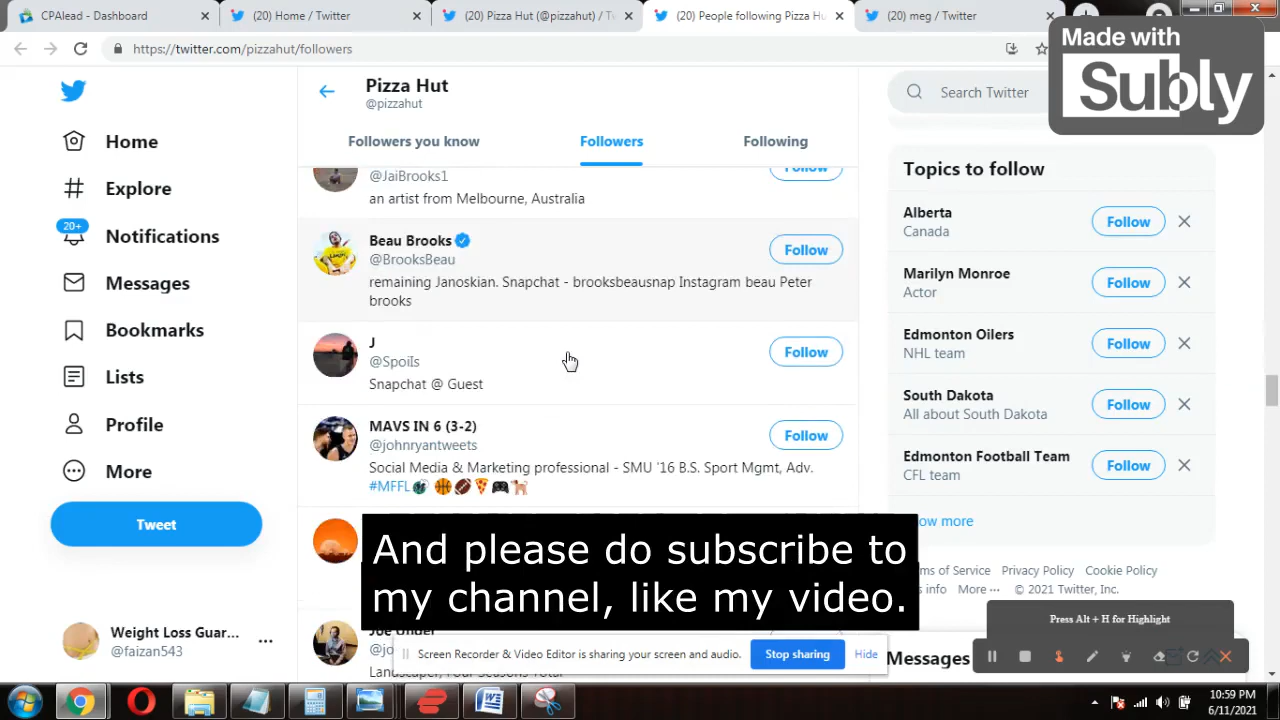 CPAlead - Dashboard
(20) Home / Twitter
(20) Pizza Hut (@pizzahut) / Tw
(20) People following Pizza Hu
(20) meg / Twitter
https://twitter.com/pizzahut/followers
Made with
Subly
Home
Explore
20+
Notifications
Messages
Bookmarks
Lists
Profile
More
Tweet
Weight Loss Guar...
@faizan543
Pizza Hut
@pizzahut
Followers you know
Followers
Following
@JaiBrooks1
Follow
an artist from Melbourne, Australia
Beau Brooks
@BrooksBeau
Follow
remaining Janoskian. Snapchat - brooksbeausnap Instagram beau Peter
brooks
J
@Spoils
Follow
Snapchat @ Guest
MAVS IN 6 (3-2)
@johnryantweets
Follow
Social Media & Marketing professional - SMU '16 B.S. Sport Mgmt, Adv.
#MFFL
And please do subscribe to
my channel, like my video.
Search Twitter
Topics to follow
Alberta
Canada
Follow
Marilyn Monroe
Actor
Follow
Edmonton Oilers
NHL team
Follow
South Dakota
All about South Dakota
Follow
Edmonton Football Team
CFL team
Follow
more
of Service Privacy Policy Cookie Policy
info More © 2021 Twitter, Inc.
Press Alt + H for Highlight
Messages
Screen Recorder & Video Editor is sharing your screen and audio.
Stop sharing
Hide
10:59 PM
6/11/2021